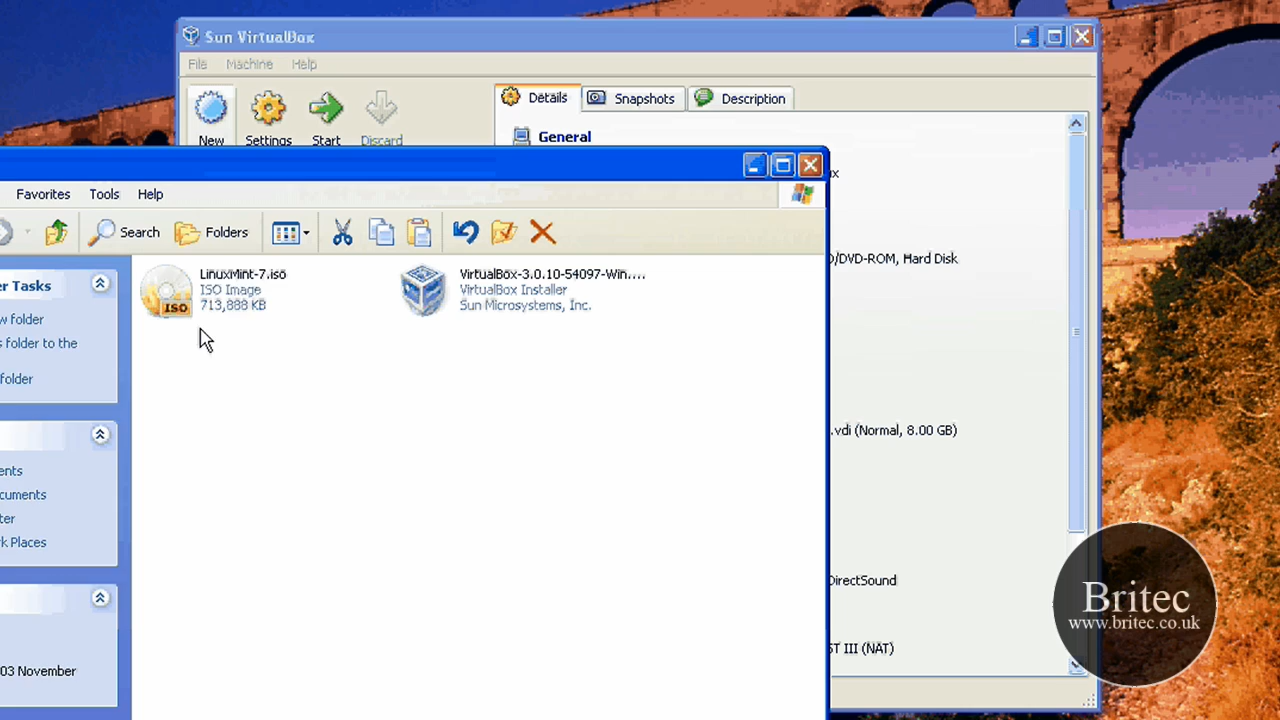 Sun VirtualBox
File Machine Help
New Settings Start Discard
Details Snapshots Description
General
Favorites Tools Help
Search Folders
LinuxMint-7.iso
ISO Image
713,888 KB
ISO
VirtualBox-3.0.10-54097-Win....
VirtualBox Installer
Sun Microsystems, Inc.
er Tasks
w folder
s folder to the
folder
ents
cuments
ter
k Places
03 November
ux
D/DVD-ROM, Hard Disk
.vdi (Normal, 8.00 GB)
DirectSound
ST III (NAT)
Britec
www.britec.co.uk